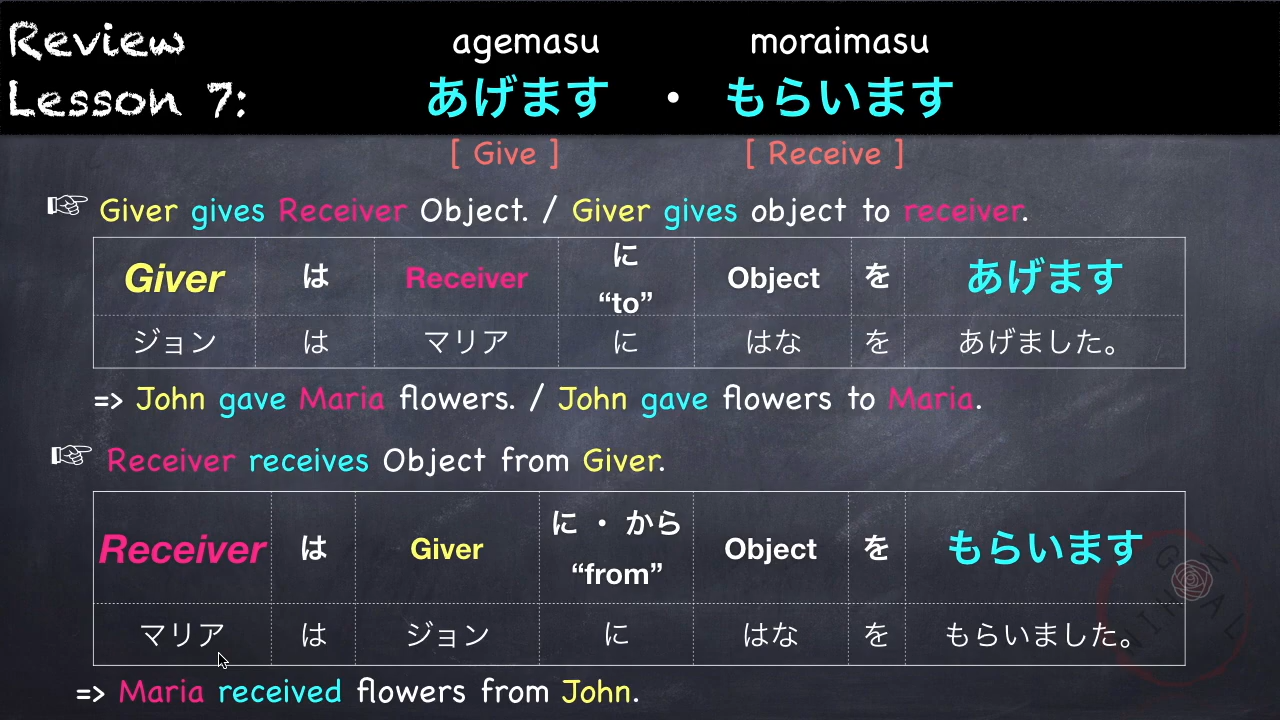 Review
Lesson 7:
agemasu moraimasu
あげます ・ もらいます
[ Give ] [ Receive ]
☞ Giver gives Receiver Object. / Giver gives object to receiver.
Giver は Receiver に “to” Object を あげます
ジョン は マリア に はな を あげました。
=> John gave Maria flowers. / John gave flowers to Maria.
☞ Receiver receives Object from Giver.
Receiver は Giver に ・ から “from” Object を もらいます
マリア は ジョン に はな を もらいました。
=> Maria received flowers from John.